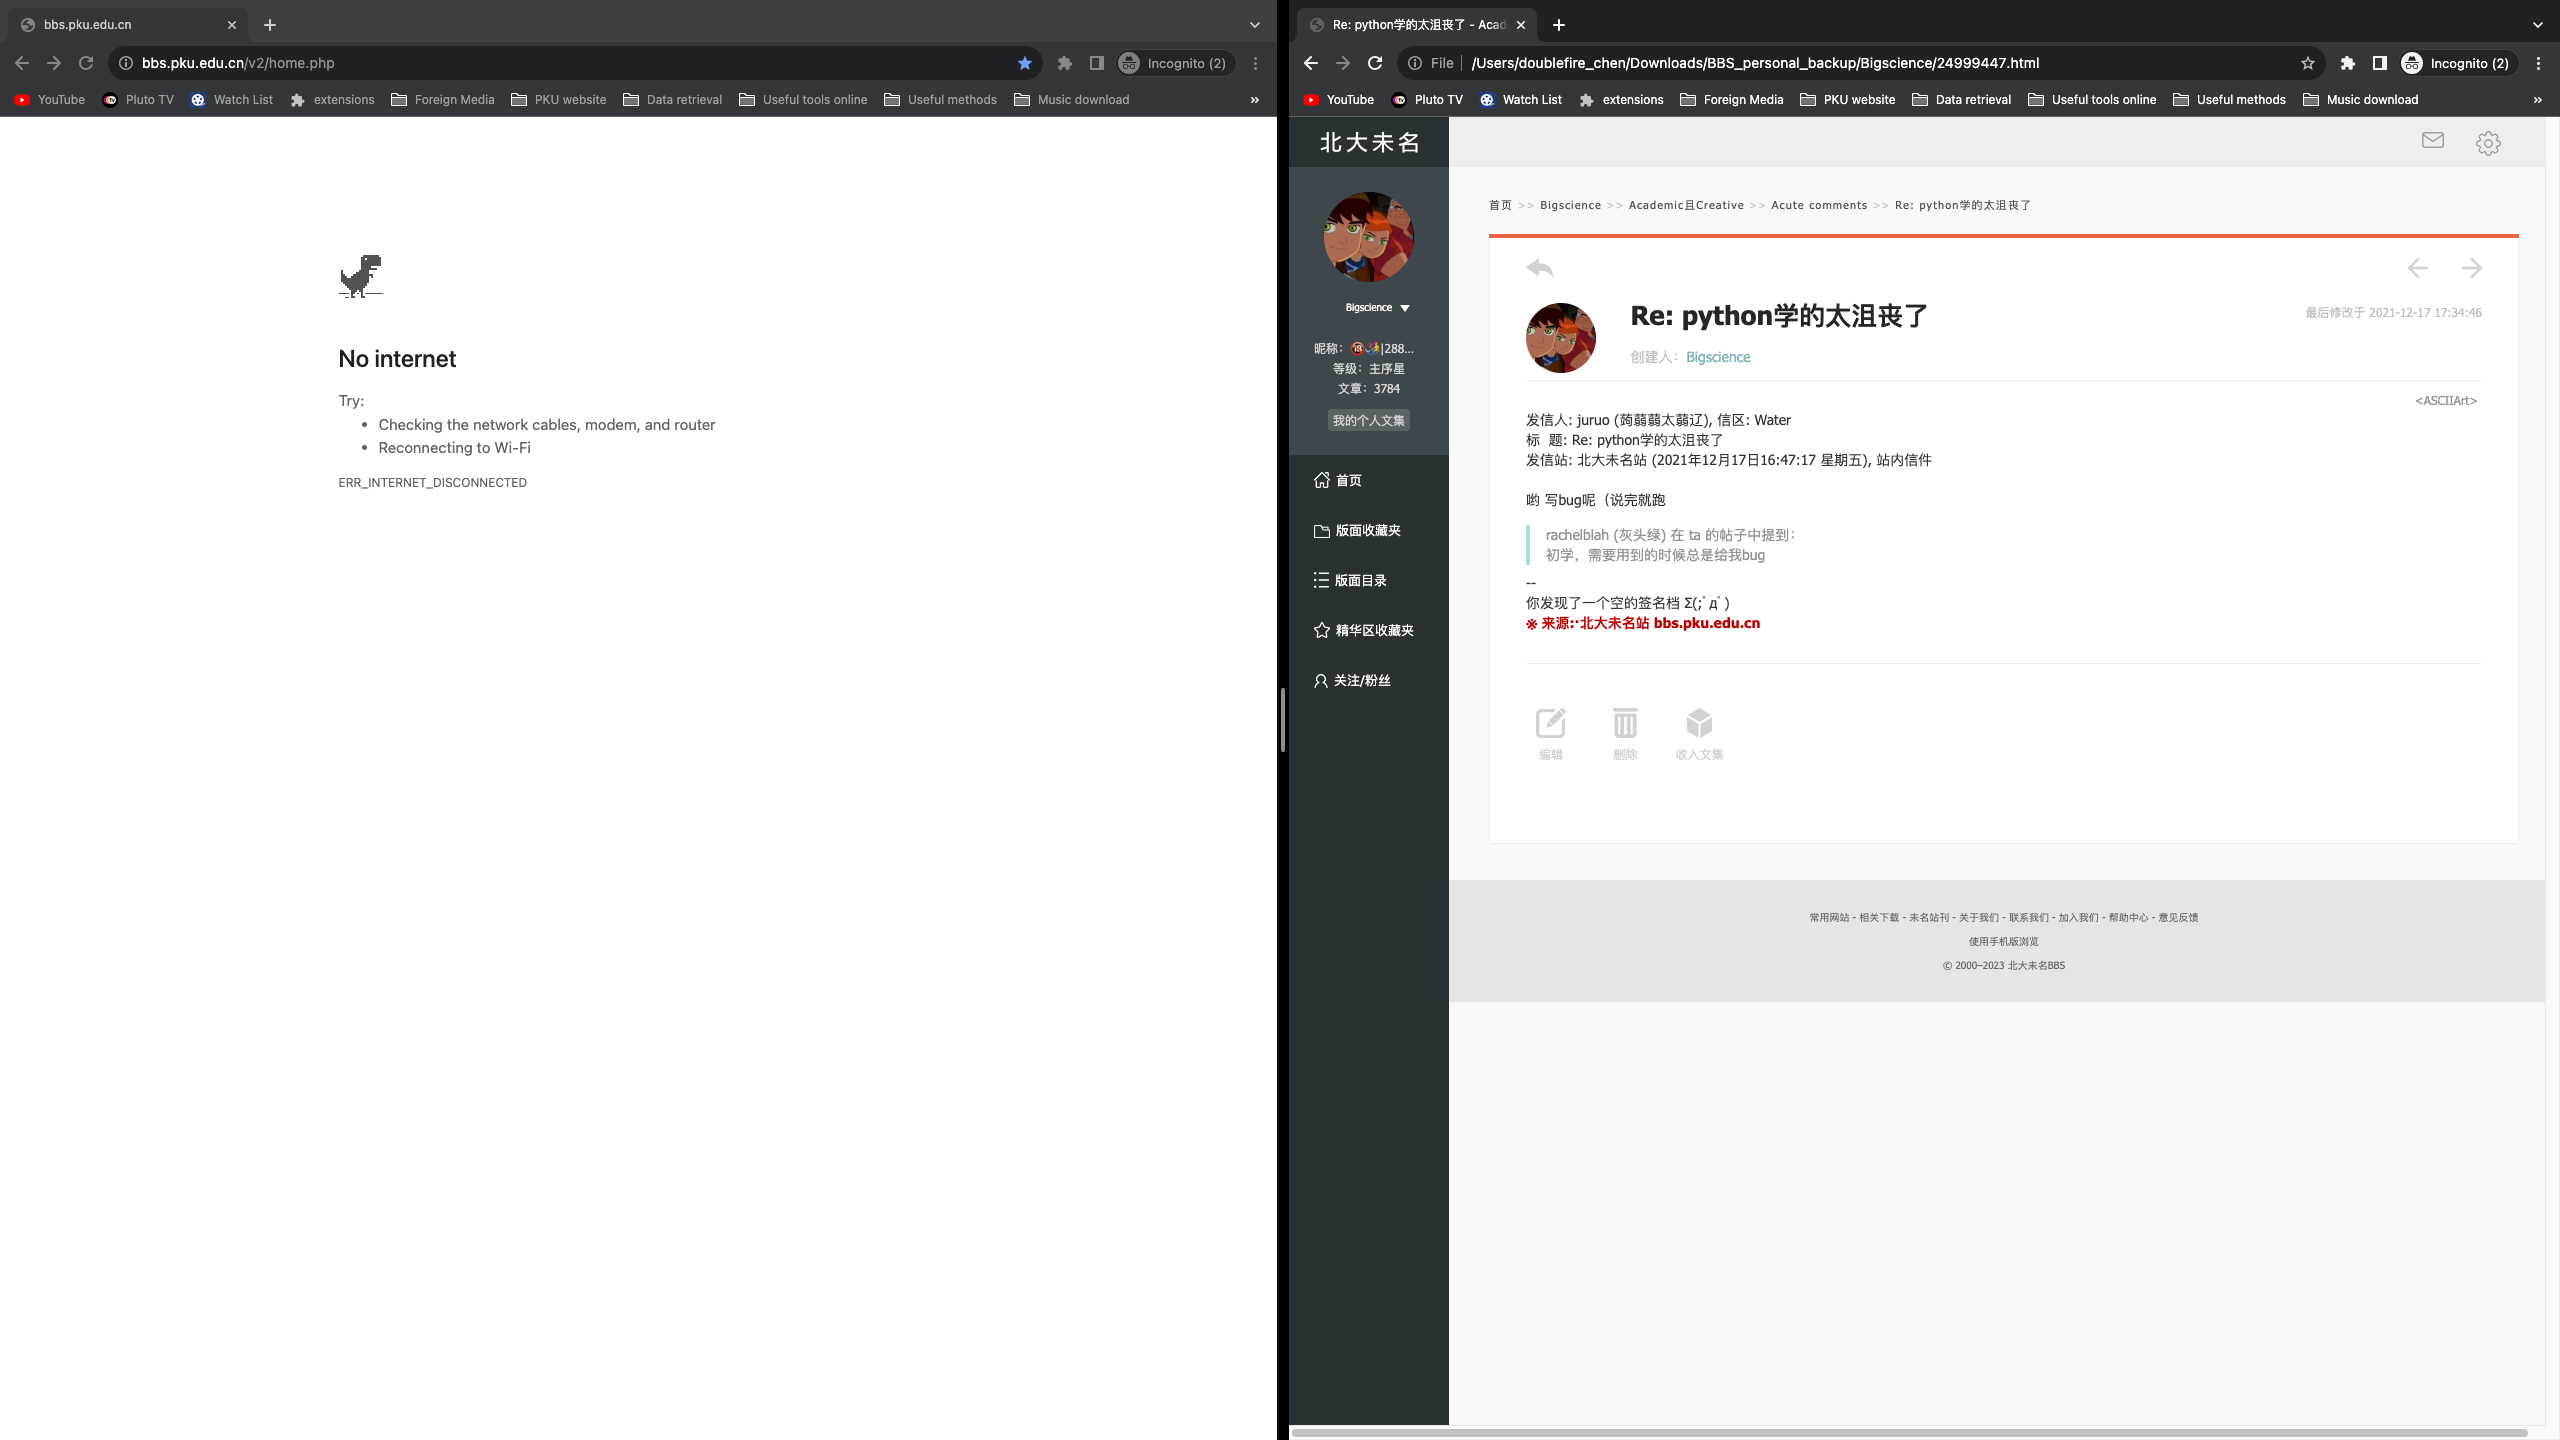 bbs.pku.edu.cn
bbs.pku.edu.cn/v2/home.php
Incognito (2)
YouTube
Pluto TV
Watch List
extensions
Foreign Media
PKU website
Data retrieval
Useful tools online
Useful methods
Music download
»
No internet
Try:
• Checking the network cables, modem, and router
• Reconnecting to Wi-Fi
ERR_INTERNET_DISCONNECTED
Re: python学的太沮丧了 - Acad
File
/Users/doublefire_chen/Downloads/BBS_personal_backup/Bigscience/24999447.html
Incognito (2)
YouTube
Pluto TV
Watch List
extensions
Foreign Media
PKU website
Data retrieval
Useful tools online
Useful methods
Music download
»
北大未名
Bigscience
昵称：🔞|288...
等级：主序星
文章：3784
我的个人文集
首页
版面收藏夹
版面目录
精华区收藏夹
关注/粉丝
首页 >> Bigscience >> Academic且Creative >> Acute comments >> Re: python学的太沮丧了
Re: python学的太沮丧了
最后修改于 2021-12-17 17:34:46
创建人：Bigscience
<ASCIIArt>
发信人: juruo (蒟蒻蒻太蒻辽), 信区: Water
标 题: Re: python学的太沮丧了
发信站: 北大未名站 (2021年12月17日16:47:17 星期五), 站内信件
哟 写bug呢（说完就跑
rachelblah (灰头绿) 在 ta 的帖子中提到：
初学，需要用到的时候总是给我bug
--
你发现了一个空的签名档 Σ(;ﾟдﾟ)
※ 来源:·北大未名站 bbs.pku.edu.cn
编辑
删除
收入文集
常用网站 - 相关下载 - 未名站刊 - 关于我们 - 联系我们 - 加入我们 - 帮助中心 - 意见反馈
使用手机版浏览
© 2000–2023 北大未名BBS